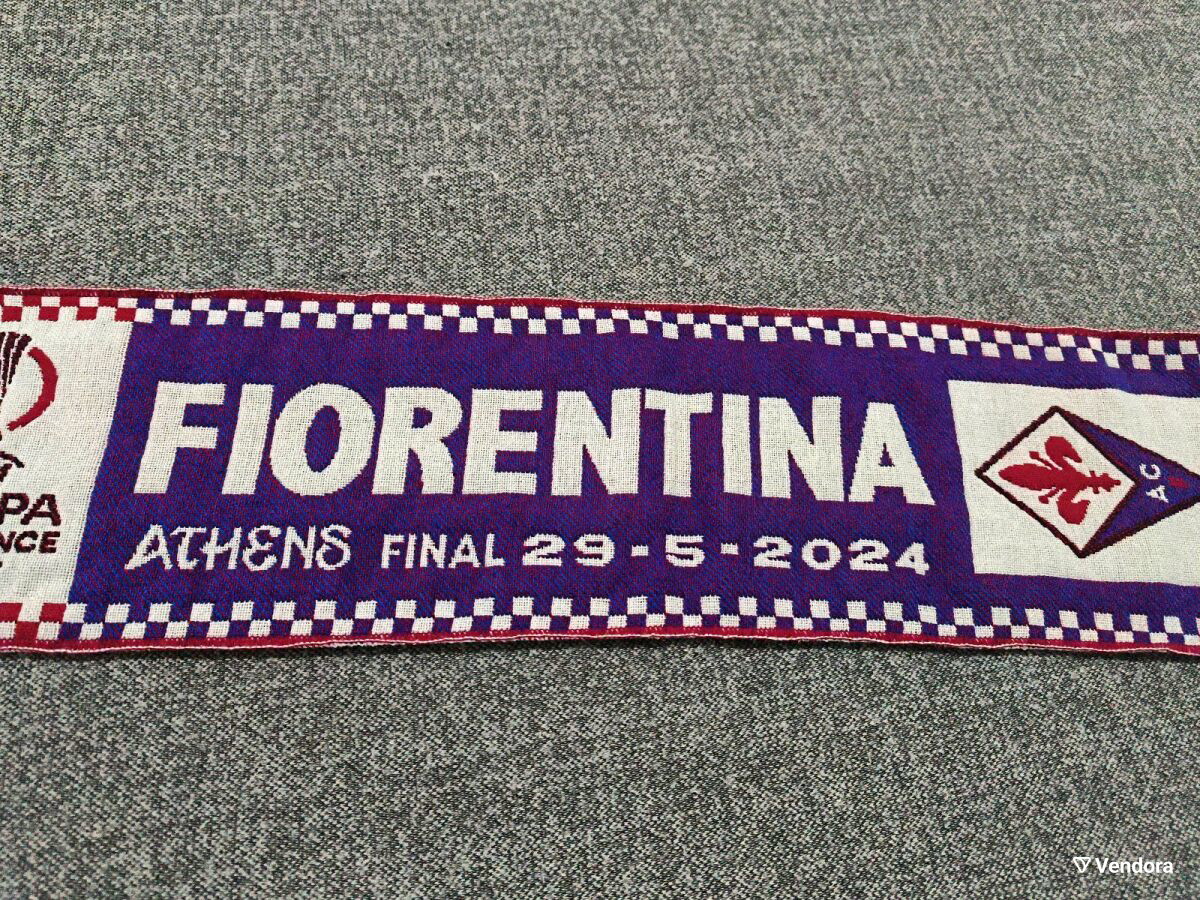 FIORENTINA
ATHENS FINAL 29-5-2024
PA
NCE
AC
Vendora